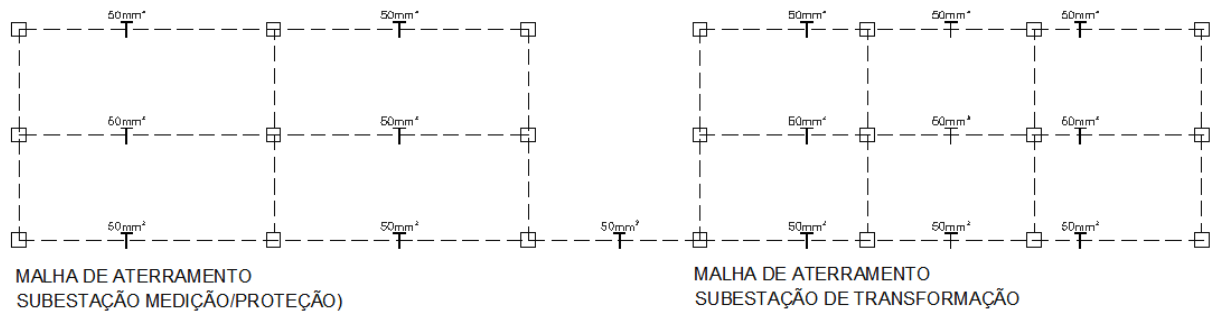 50mm² 50mm² 50mm² 50mm² 50mm²
50mm² 50mm² 50mm² 50mm² 50mm²
50mm² 50mm² 50mm² 50mm² 50mm² 50mm²
MALHA DE ATERRAMENTO
SUBESTAÇÃO MEDIÇÃO/PROTEÇÃO)
MALHA DE ATERRAMENTO
SUBESTAÇÃO DE TRANSFORMAÇÃO